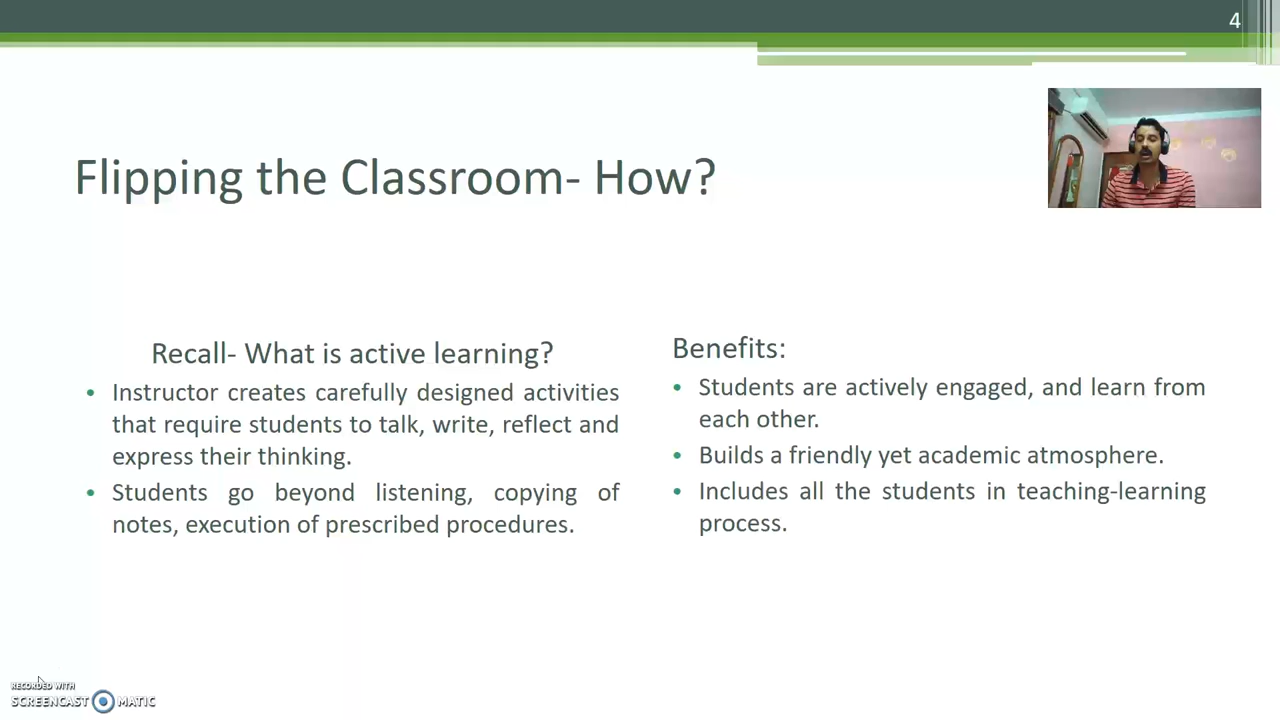 4
Flipping the Classroom- How?
Recall- What is active learning?
• Instructor creates carefully designed activities
that require students to talk, write, reflect and
express their thinking.
• Students go beyond listening, copying of
notes, execution of prescribed procedures.
Benefits:
• Students are actively engaged, and learn from
each other.
• Builds a friendly yet academic atmosphere.
• Includes all the students in teaching-learning
process.
RECORDED WITH
SCREENCAST MATIC